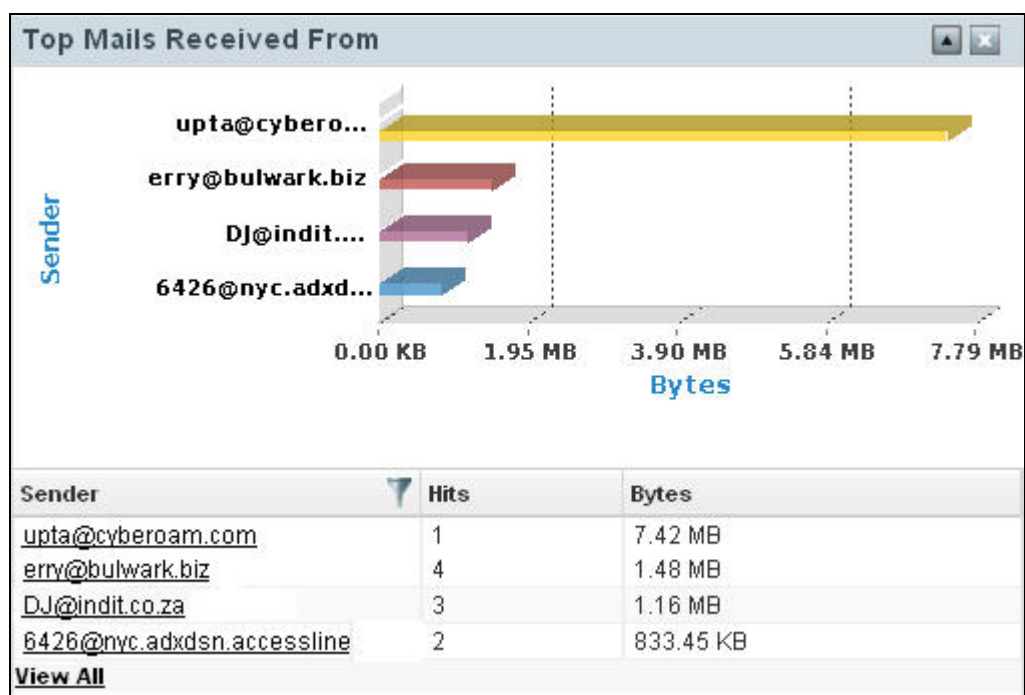 Top Mails Received From
upta@cybero...
erry@bulwark.biz
DJ@indit....
6426@nyc.adxd...
Sender
0.00 KB 1.95 MB 3.90 MB 5.84 MB 7.79 MB
Bytes
Sender Hits Bytes
upta@cyberoam.com 1 7.42 MB
erry@bulwark.biz 4 1.48 MB
DJ@indit.co.za 3 1.16 MB
6426@nyc.adxdsn.accessline 2 833.45 KB
View All